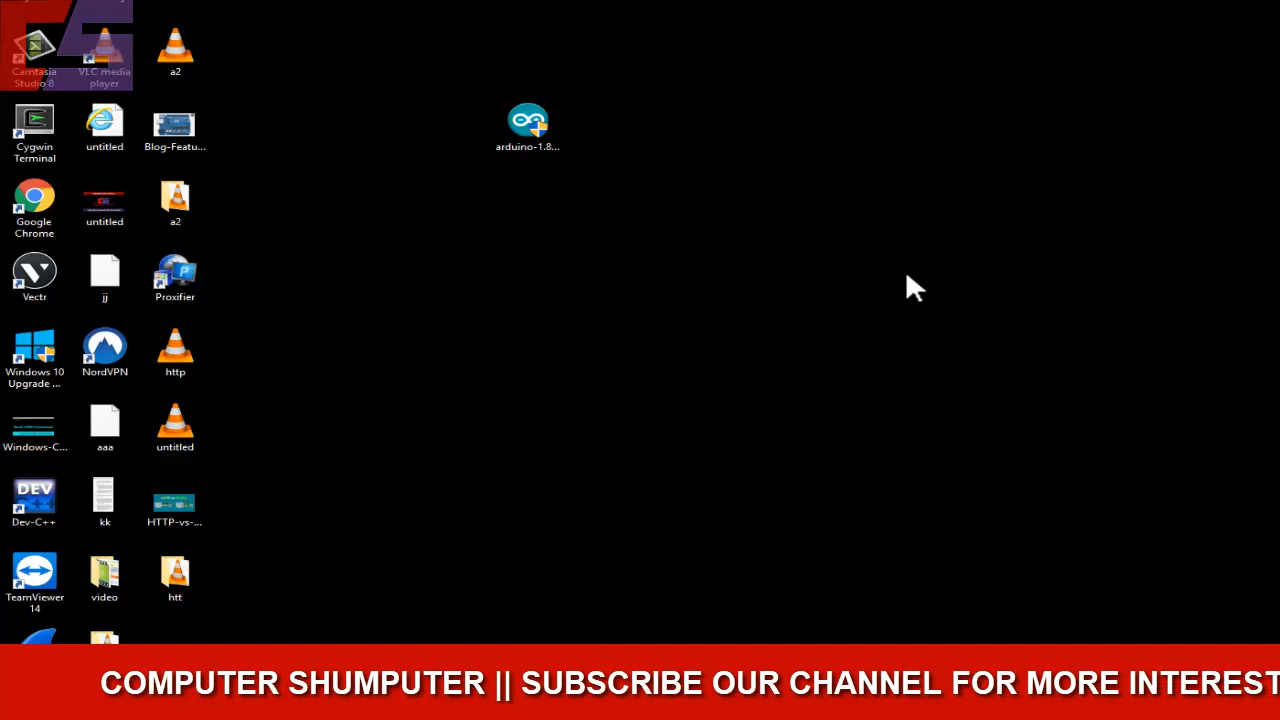 Camtasia
Studio 8
VLC media
player
a2
Cygwin
Terminal
untitled
Blog-Featu...
arduino-1.8...
Google
Chrome
untitled
a2
Vectr
jj
Proxifier
Windows 10
Upgrade ...
NordVPN
http
Windows-C...
aaa
untitled
DEV
Dev-C++
kk
HTTP-vs-...
TeamViewer
14
video
htt
COMPUTER SHUMPUTER || SUBSCRIBE OUR CHANNEL FOR MORE INTEREST